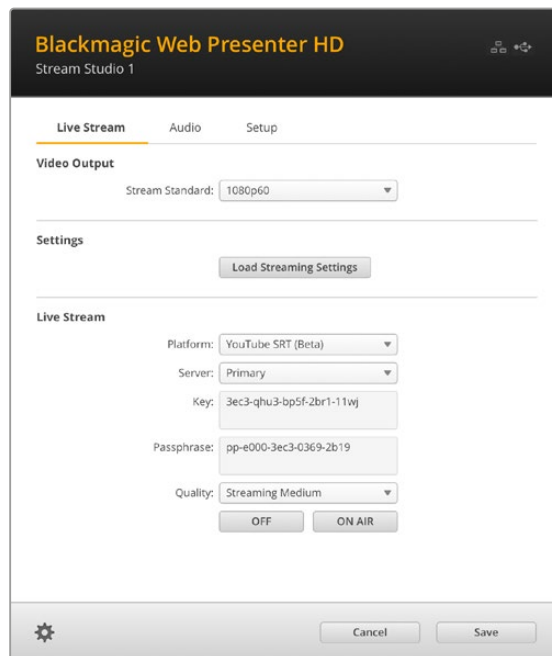 Blackmagic Web Presenter HD
Stream Studio 1
Live Stream Audio Setup
Video Output
Stream Standard: 1080p60
Settings
Load Streaming Settings
Live Stream
Platform: YouTube SRT (Beta)
Server: Primary
Key: 3ec3-qhu3-bp5f-2br1-11wj
Passphrase: pp-e000-3ec3-0369-2b19
Quality: Streaming Medium
OFF ON AIR
Cancel Save